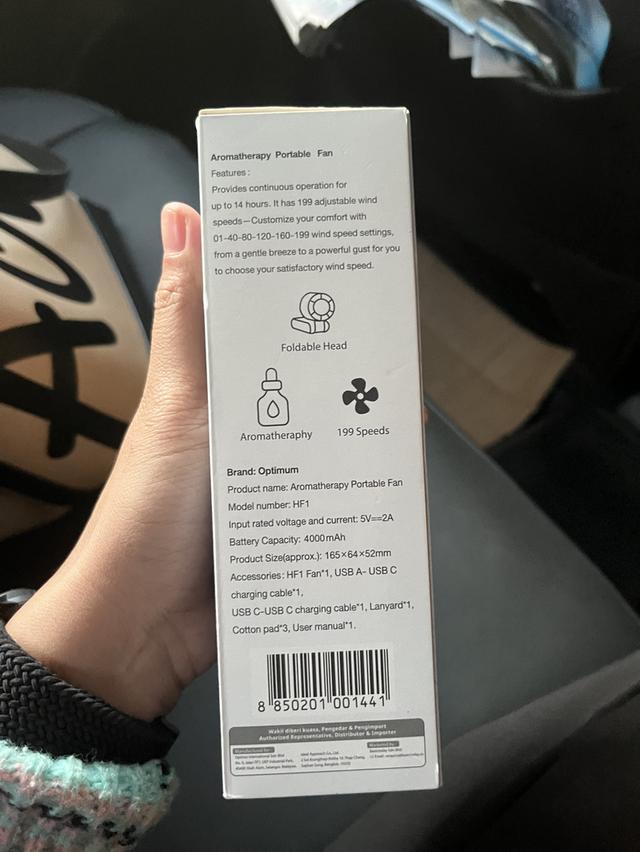 Aromatherapy Portable Fan
Features :
Provides continuous operation for
up to 14 hours. It has 199 adjustable wind
speeds—Customize your comfort with
01-40-80-120-160-199 wind speed settings,
from a gentle breeze to a powerful gust for you
to choose your satisfactory wind speed.
Foldable Head
Aromatheraphy
199 Speeds
Brand: Optimum
Product name: Aromatherapy Portable Fan
Model number: HF1
Input rated voltage and current: 5V==2A
Battery Capacity: 4000mAh
Product Size(approx.): 165×64×52mm
Accessories: HF1 Fan*1, USB A- USB C
charging cable*1,
USB C-USB C charging cable*1, Lanyard*1,
Cotton pad*3, User manual*1.
8 850201 001441
Wakil diberi kuasa, Pengedar & Pengimport
Authorized Representative, Distributor & Importer